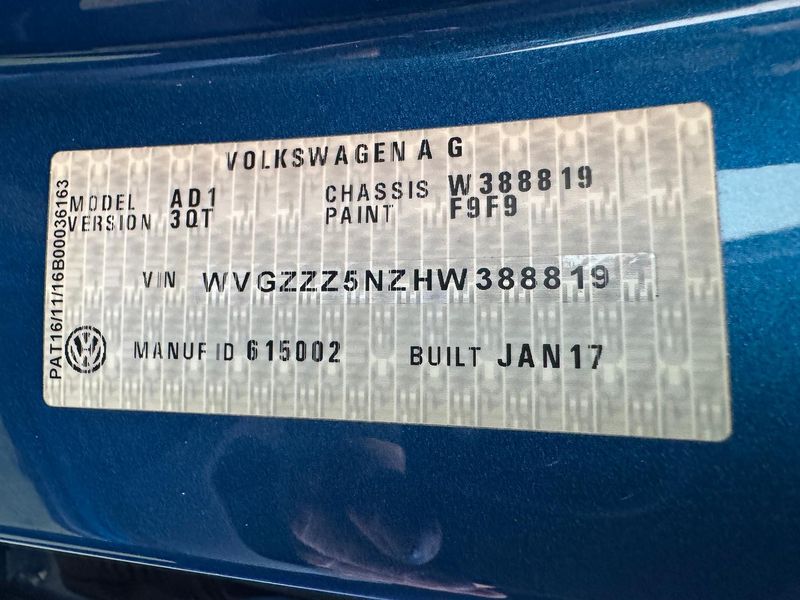 VOLKSWAGEN A G
MODEL AD1 CHASSIS W388819
VERSION 3QT PAINT F9F9
VIN WVGZZZ5NZHW388819
MANUF ID 615002 BUILT JAN17
PAT16/11/16B00036163